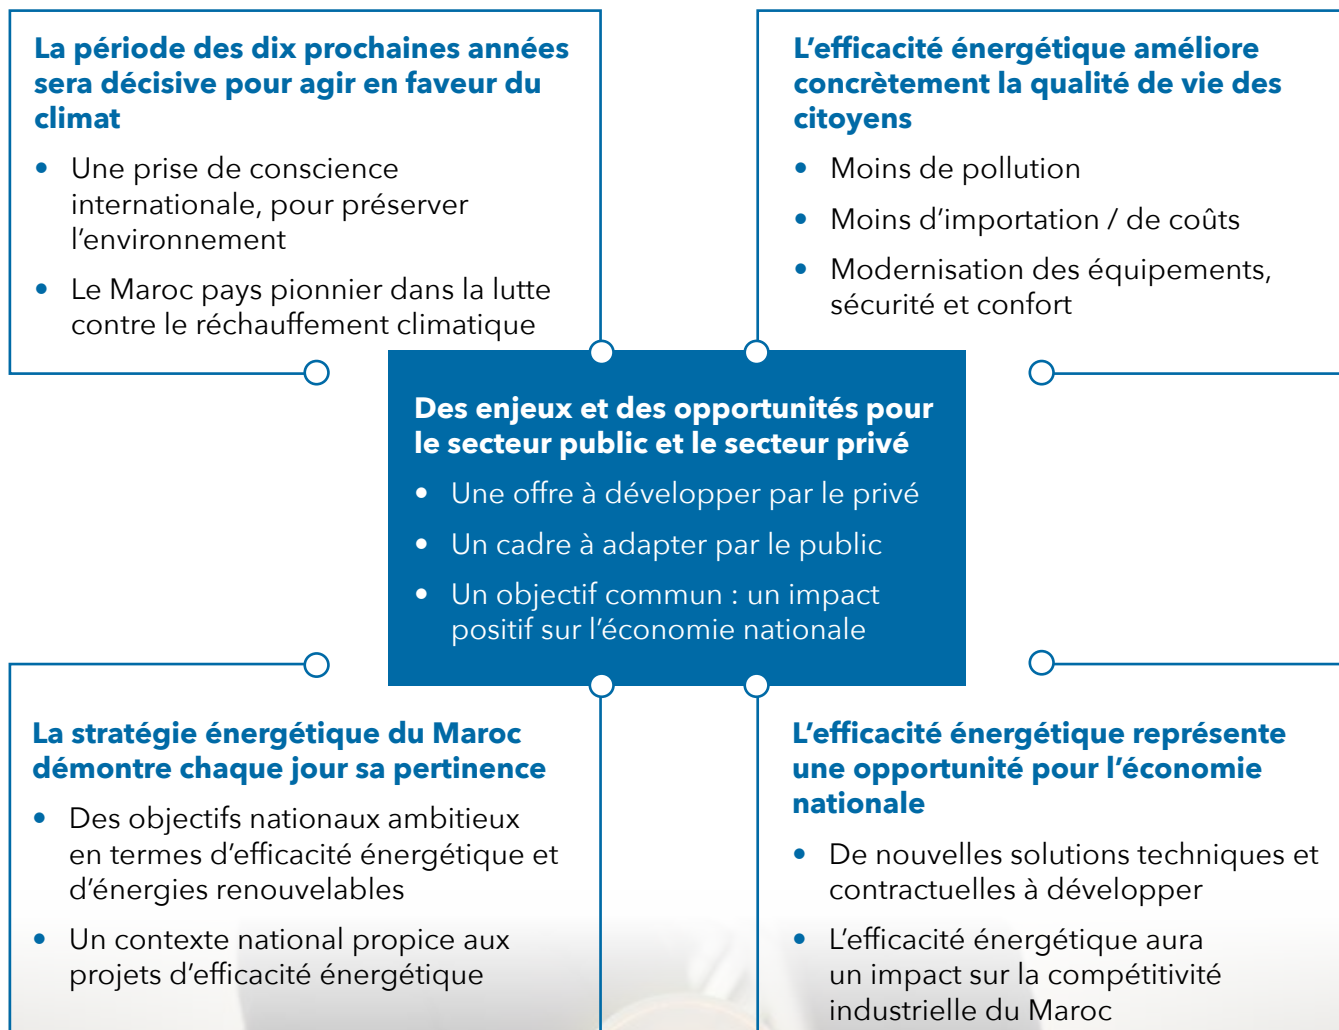 La période des dix prochaines années
sera décisive pour agir en faveur du
climat
• Une prise de conscience
internationale, pour préserver
l’environnement
• Le Maroc pays pionnier dans la lutte
contre le réchauffement climatique
L’efficacité énergétique améliore
concrètement la qualité de vie des
citoyens
• Moins de pollution
• Moins d’importation / de coûts
• Modernisation des équipements,
sécurité et confort
Des enjeux et des opportunités pour
le secteur public et le secteur privé
• Une offre à développer par le privé
• Un cadre à adapter par le public
• Un objectif commun : un impact
positif sur l’économie nationale
La stratégie énergétique du Maroc
démontre chaque jour sa pertinence
• Des objectifs nationaux ambitieux
en termes d’efficacité énergétique et
d’énergies renouvelables
• Un contexte national propice aux
projets d’efficacité énergétique
L’efficacité énergétique représente
une opportunité pour l’économie
nationale
• De nouvelles solutions techniques et
contractuelles à développer
• L’efficacité énergétique aura
un impact sur la compétitivité
industrielle du Maroc